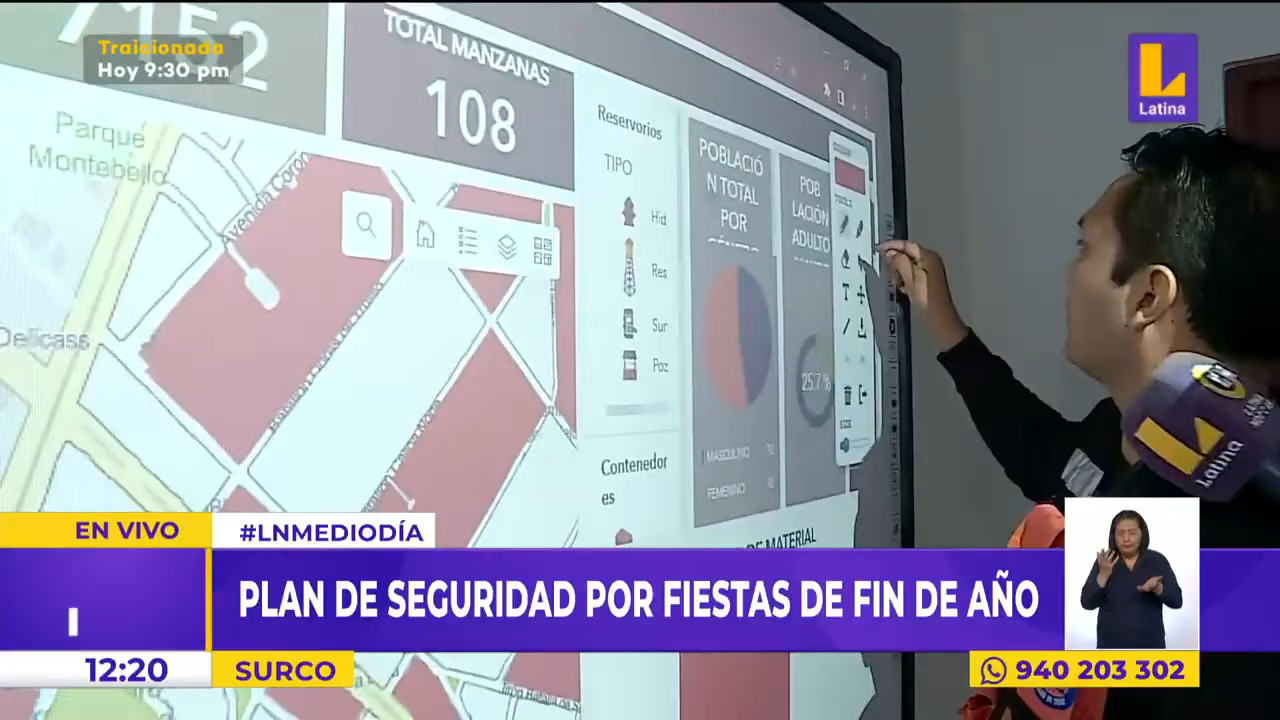 7152
Traicionada
Hoy 9:30 pm
TOTAL MANZANAS
108
Latina
Parque
Montebello
Reservorios
TIPO
Hid
Res
Sur
Poz
POBLACIÓ
N TOTAL
POR
POB
LACIÓN
ADULTO
25.7 %
MASCULINO
FEMENINO
Contenedor
es
DE MATERIAL
Delicass
Latina
EN VIVO
#LNMEDIODÍA
PLAN DE SEGURIDAD POR FIESTAS DE FIN DE AÑO
12:20
SURCO
940 203 302